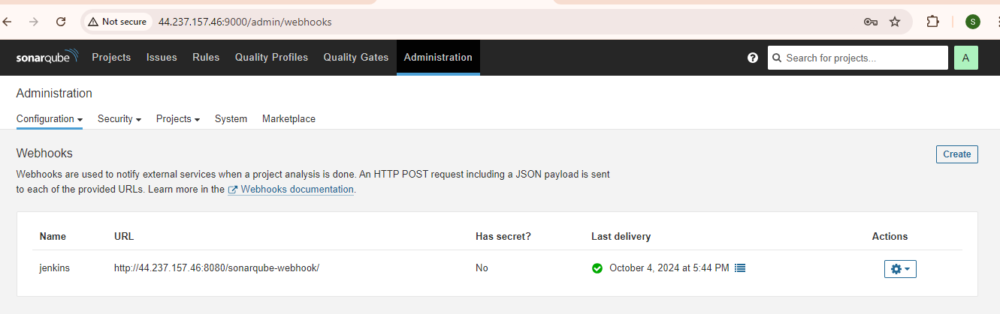 Not secure 44.237.157.46:9000/admin/webhooks S
sonarqube Projects Issues Rules Quality Profiles Quality Gates Administration ? Search for projects... A
Administration
Configuration Security Projects System Marketplace
Webhooks Create
Webhooks are used to notify external services when a project analysis is done. An HTTP POST request including a JSON payload is sent
to each of the provided URLs. Learn more in the Webhooks documentation.
Name URL Has secret? Last delivery Actions
jenkins http://44.237.157.46:8080/sonarqube-webhook/ No October 4, 2024 at 5:44 PM